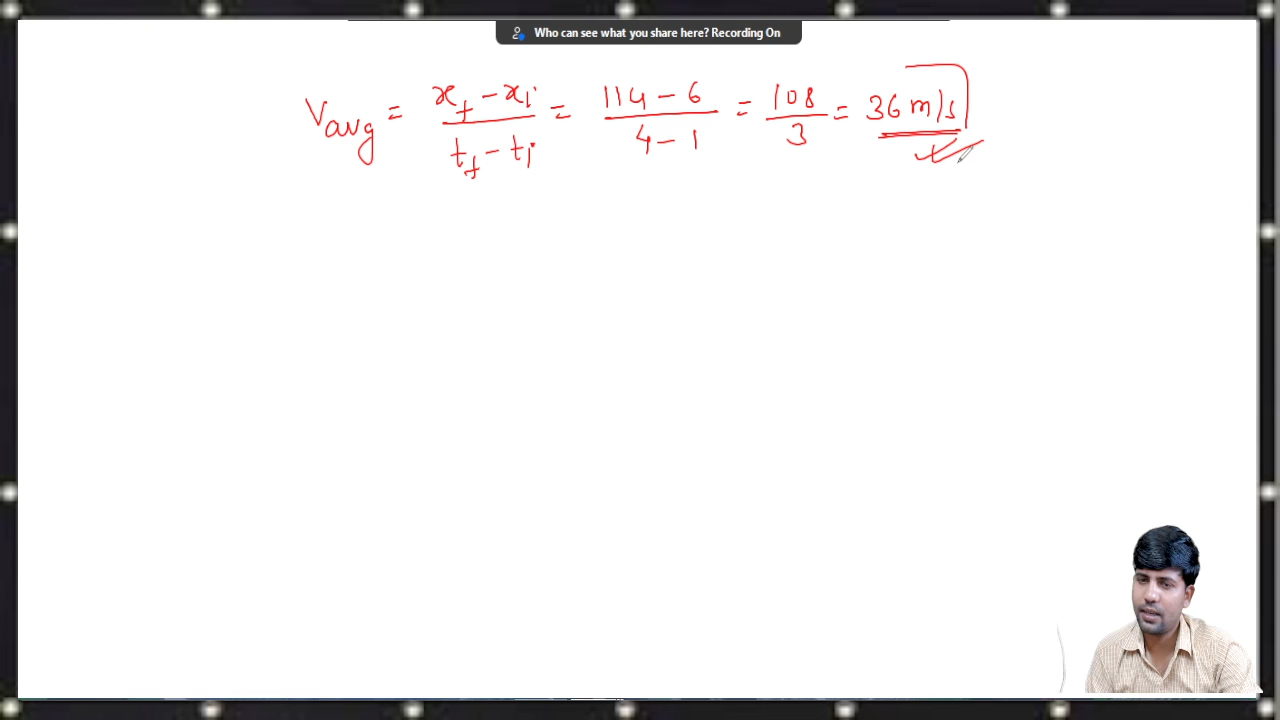 Who can see what you share here? Recording On
Vavg = (xf - xi)/(tf - ti) = (114 - 6)/(4 - 1) = 108/3 = 36 m/s